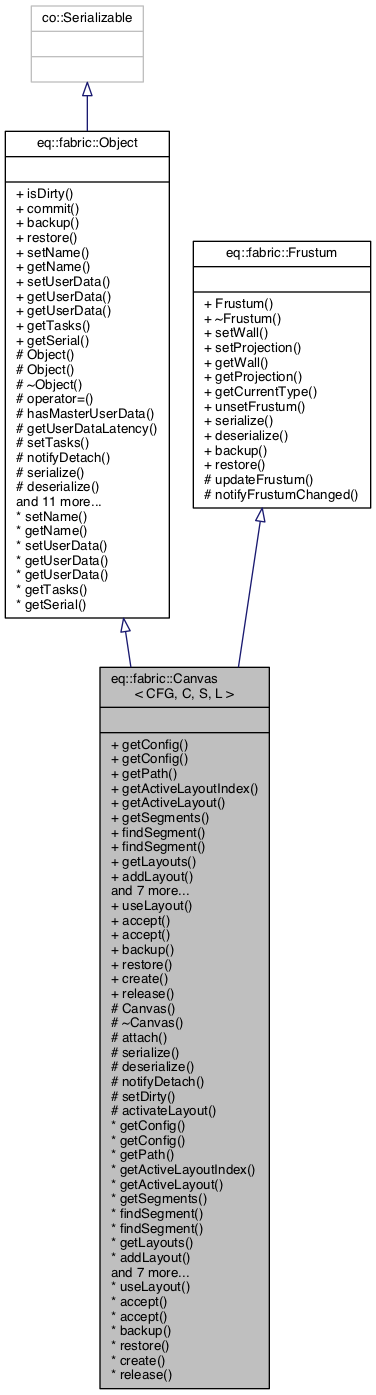 co::Serializable
eq::fabric::Object
+ isDirty()
+ commit()
+ backup()
+ restore()
+ setName()
+ getName()
+ setUserData()
+ getUserData()
+ getUserData()
+ getTasks()
+ getSerial()
# Object()
# Object()
# ~Object()
# operator=()
# hasMasterUserData()
# getUserDataLatency()
# setTasks()
# notifyDetach()
# serialize()
# deserialize()
and 11 more...
* setName()
* getName()
* setUserData()
* getUserData()
* getUserData()
* getTasks()
* getSerial()
eq::fabric::Frustum
+ Frustum()
+ ~Frustum()
+ setWall()
+ setProjection()
+ getWall()
+ getProjection()
+ getCurrentType()
+ unsetFrustum()
+ serialize()
+ deserialize()
+ backup()
+ restore()
# updateFrustum()
# notifyFrustumChanged()
eq::fabric::Canvas
< CFG, C, S, L >
+ getConfig()
+ getConfig()
+ getPath()
+ getActiveLayoutIndex()
+ getActiveLayout()
+ getSegments()
+ findSegment()
+ findSegment()
+ getLayouts()
+ addLayout()
and 7 more...
+ useLayout()
+ accept()
+ accept()
+ backup()
+ restore()
+ create()
+ release()
# Canvas()
# ~Canvas()
# attach()
# serialize()
# deserialize()
# notifyDetach()
# setDirty()
# activateLayout()
* getConfig()
* getConfig()
* getPath()
* getActiveLayoutIndex()
* getActiveLayout()
* getSegments()
* findSegment()
* findSegment()
* getLayouts()
* addLayout()
and 7 more...
* useLayout()
* accept()
* accept()
* backup()
* restore()
* create()
* release()